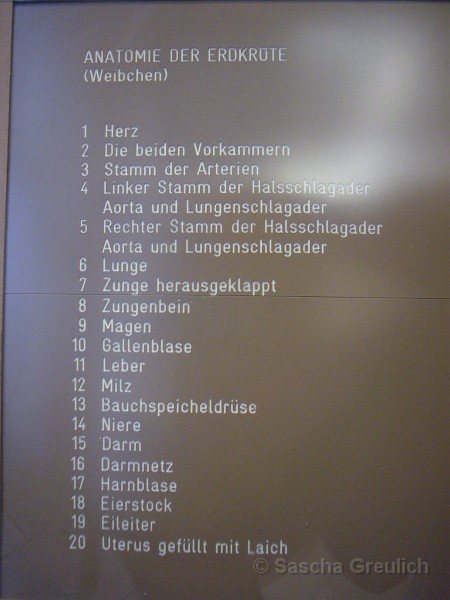 ANATOMIE DER ERDKRÖTE
(Weibchen)
1 Herz
2 Die beiden Vorkammern
3 Stamm der Arterien
4 Linker Stamm der Halsschlagader
Aorta und Lungenschlagader
5 Rechter Stamm der Halsschlagader
Aorta und Lungenschlagader
6 Lunge
7 Zunge herausgeklappt
8 Zungenbein
9 Magen
10 Gallenblase
11 Leber
12 Milz
13 Bauchspeicheldrüse
14 Niere
15 Darm
16 Darmnetz
17 Harnblase
18 Eierstock
19 Eileiter
20 Uterus gefüllt mit Laich
© Sascha Greulich